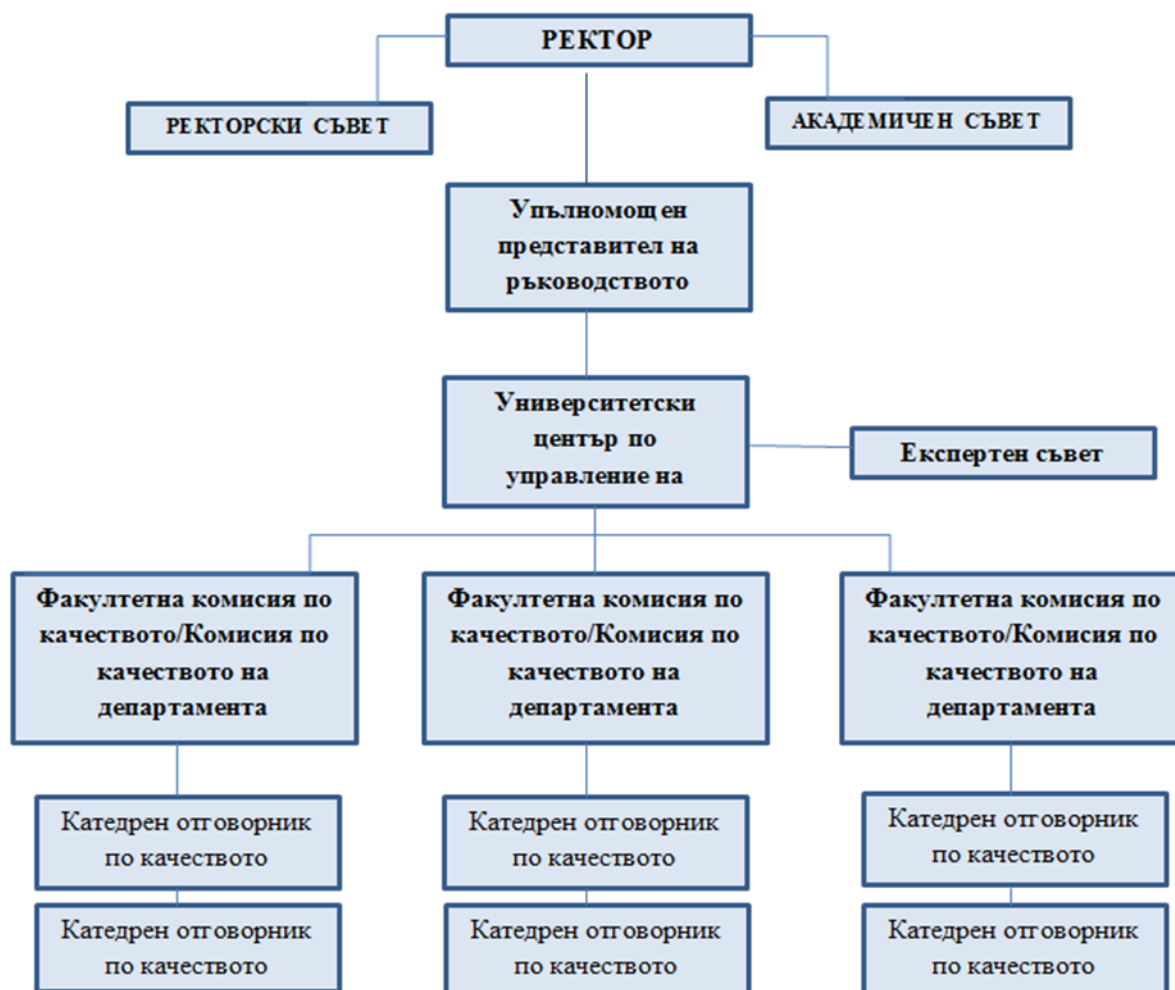 РЕКТОР
РЕКТОРСКИ СЪВЕТ
АКАДЕМИЧЕН СЪВЕТ
Упълномощен
представител на
ръководството
Университетски
център по
управление на
Експертен съвет
Факултетна комисия по
качеството/Комисия по
качеството на
департамента
Факултетна комисия по
качеството/Комисия по
качеството на
департамента
Факултетна комисия по
качеството/Комисия по
качеството на
департамента
Катедрен отговорник
по качеството
Катедрен отговорник
по качеството
Катедрен отговорник
по качеството
Катедрен отговорник
по качеството
Катедрен отговорник
по качеството
Катедрен отговорник
по качеството